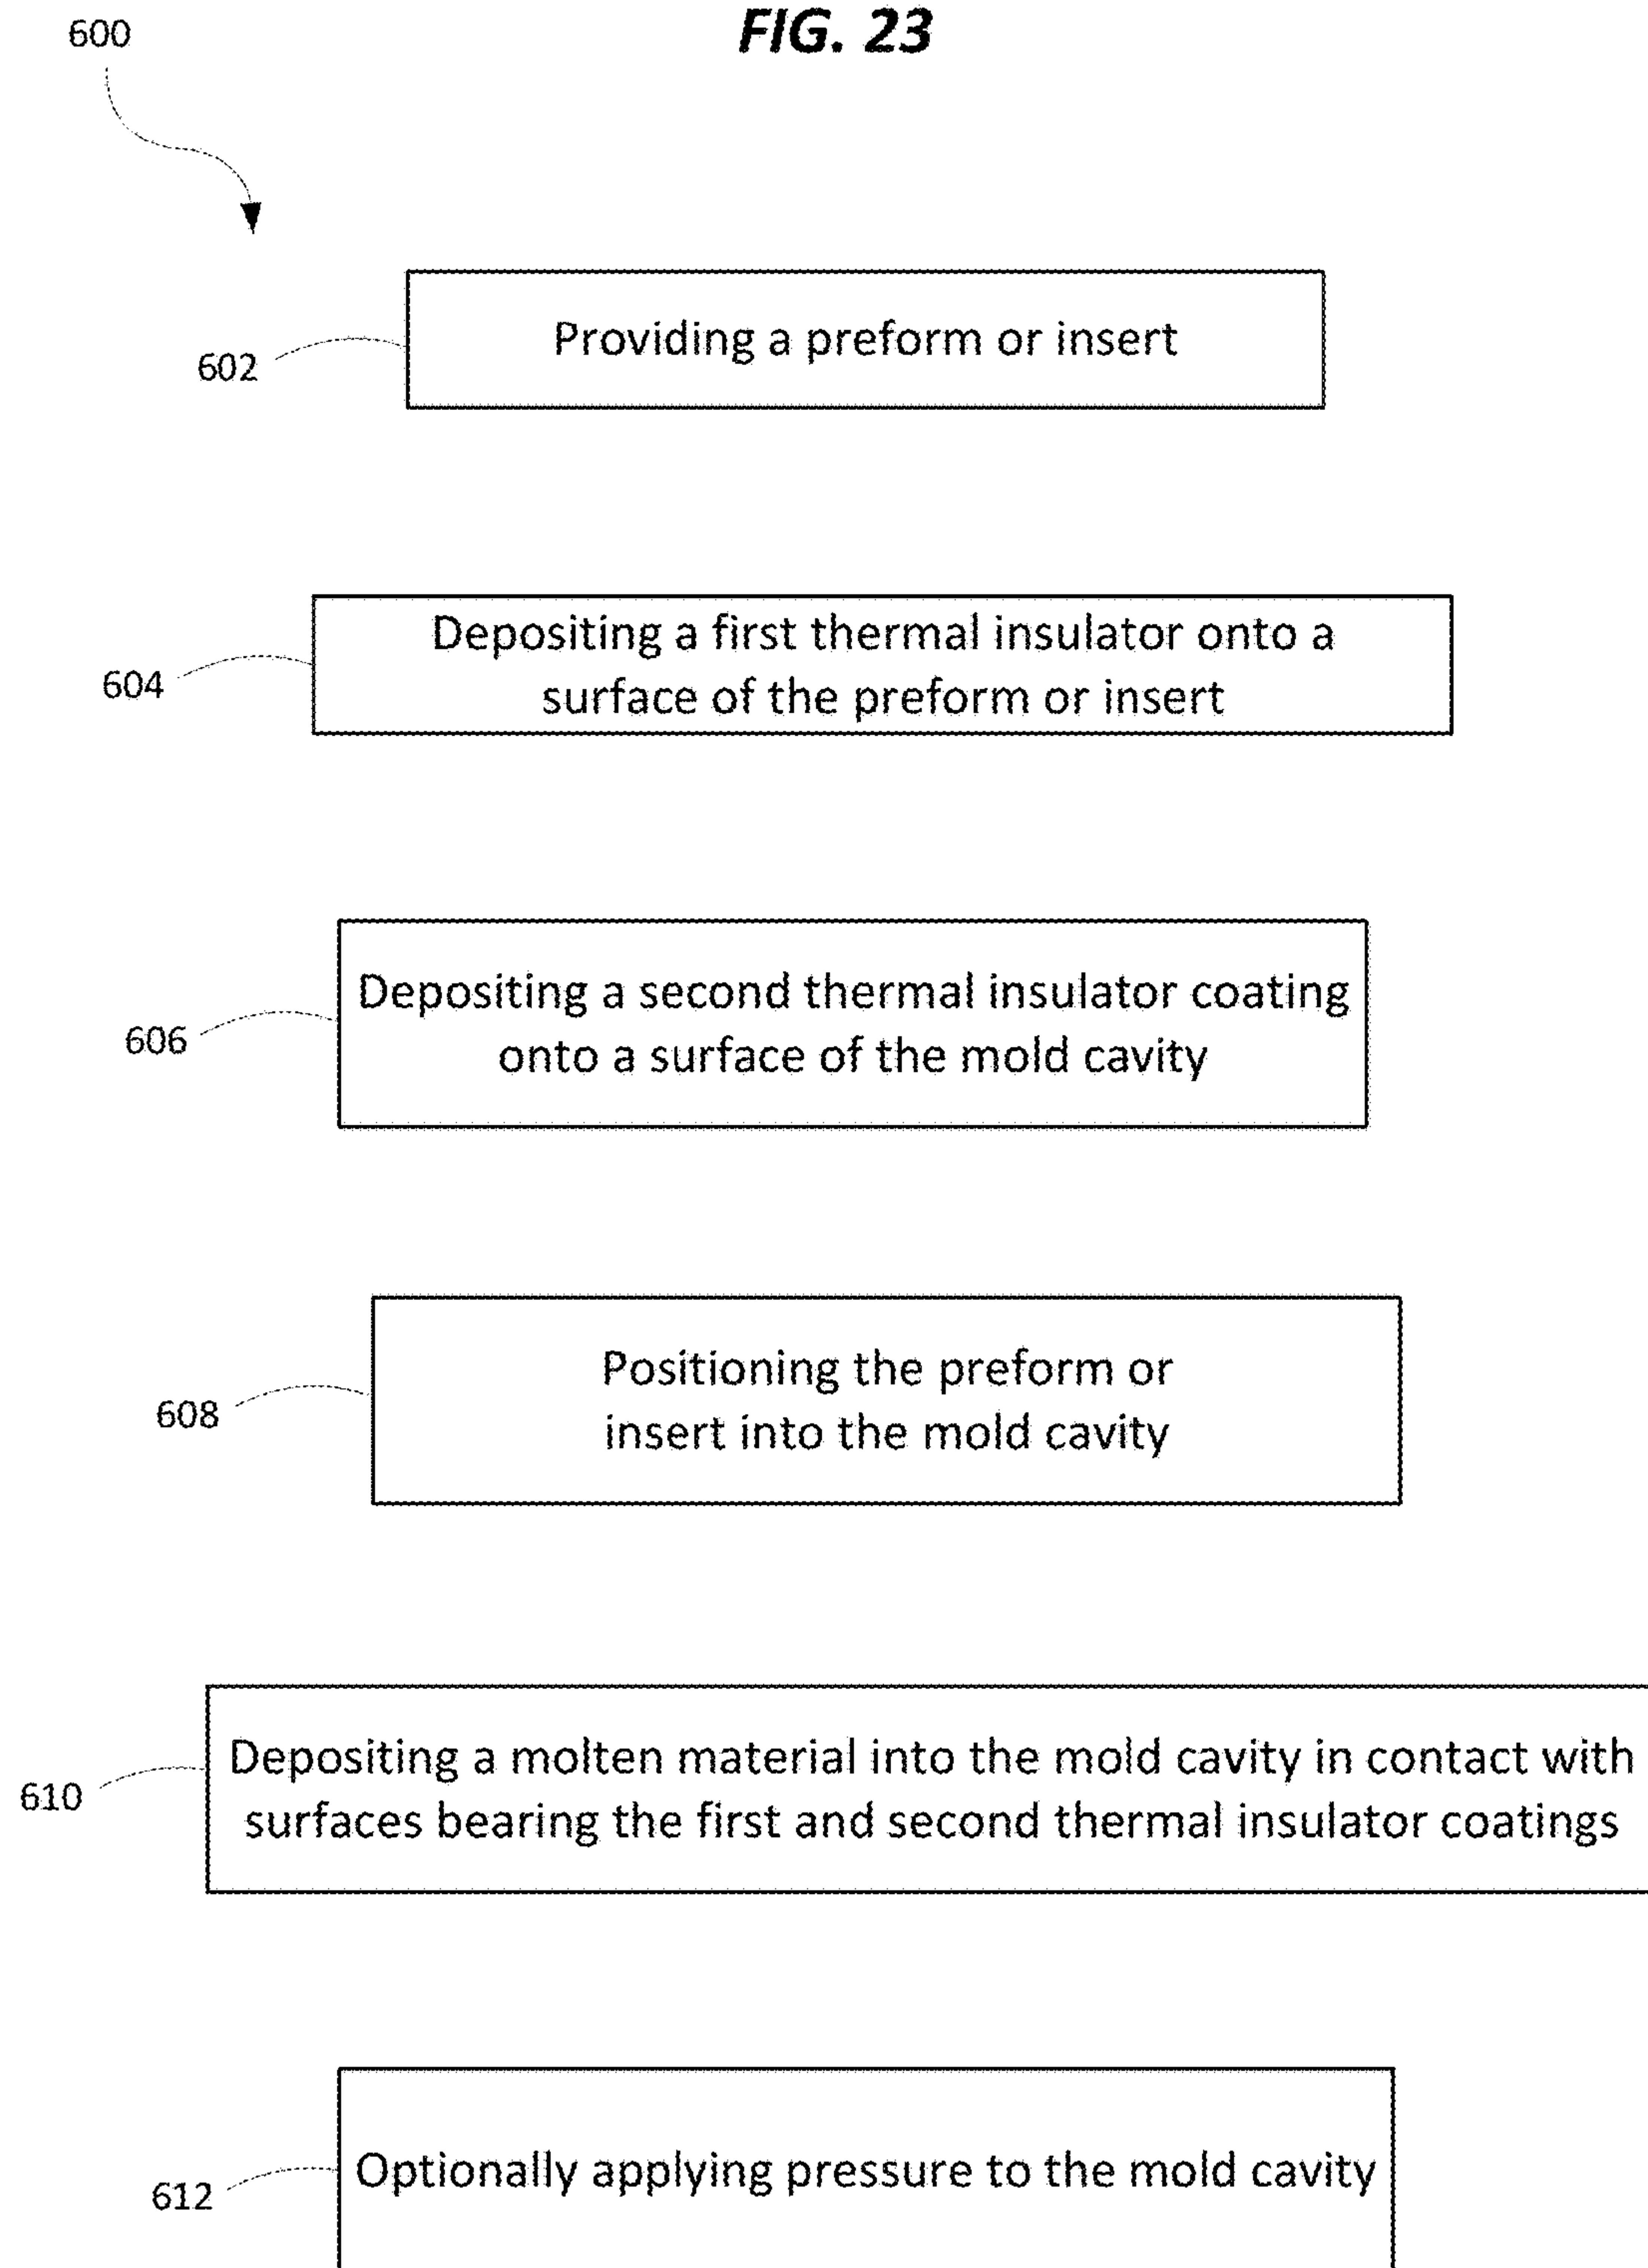 FIG. 23
600
Providing a preform or insert
602
Depositing a first thermal insulator onto a
surface of the preform or insert
604
Depositing a second thermal insulator coating
onto a surface of the mold cavity
606
Positioning the preform or
insert into the mold cavity
608
Depositing a molten material into the mold cavity in contact with
surfaces bearing the first and second thermal insulator coatings
610
Optionally applying pressure to the mold cavity
612